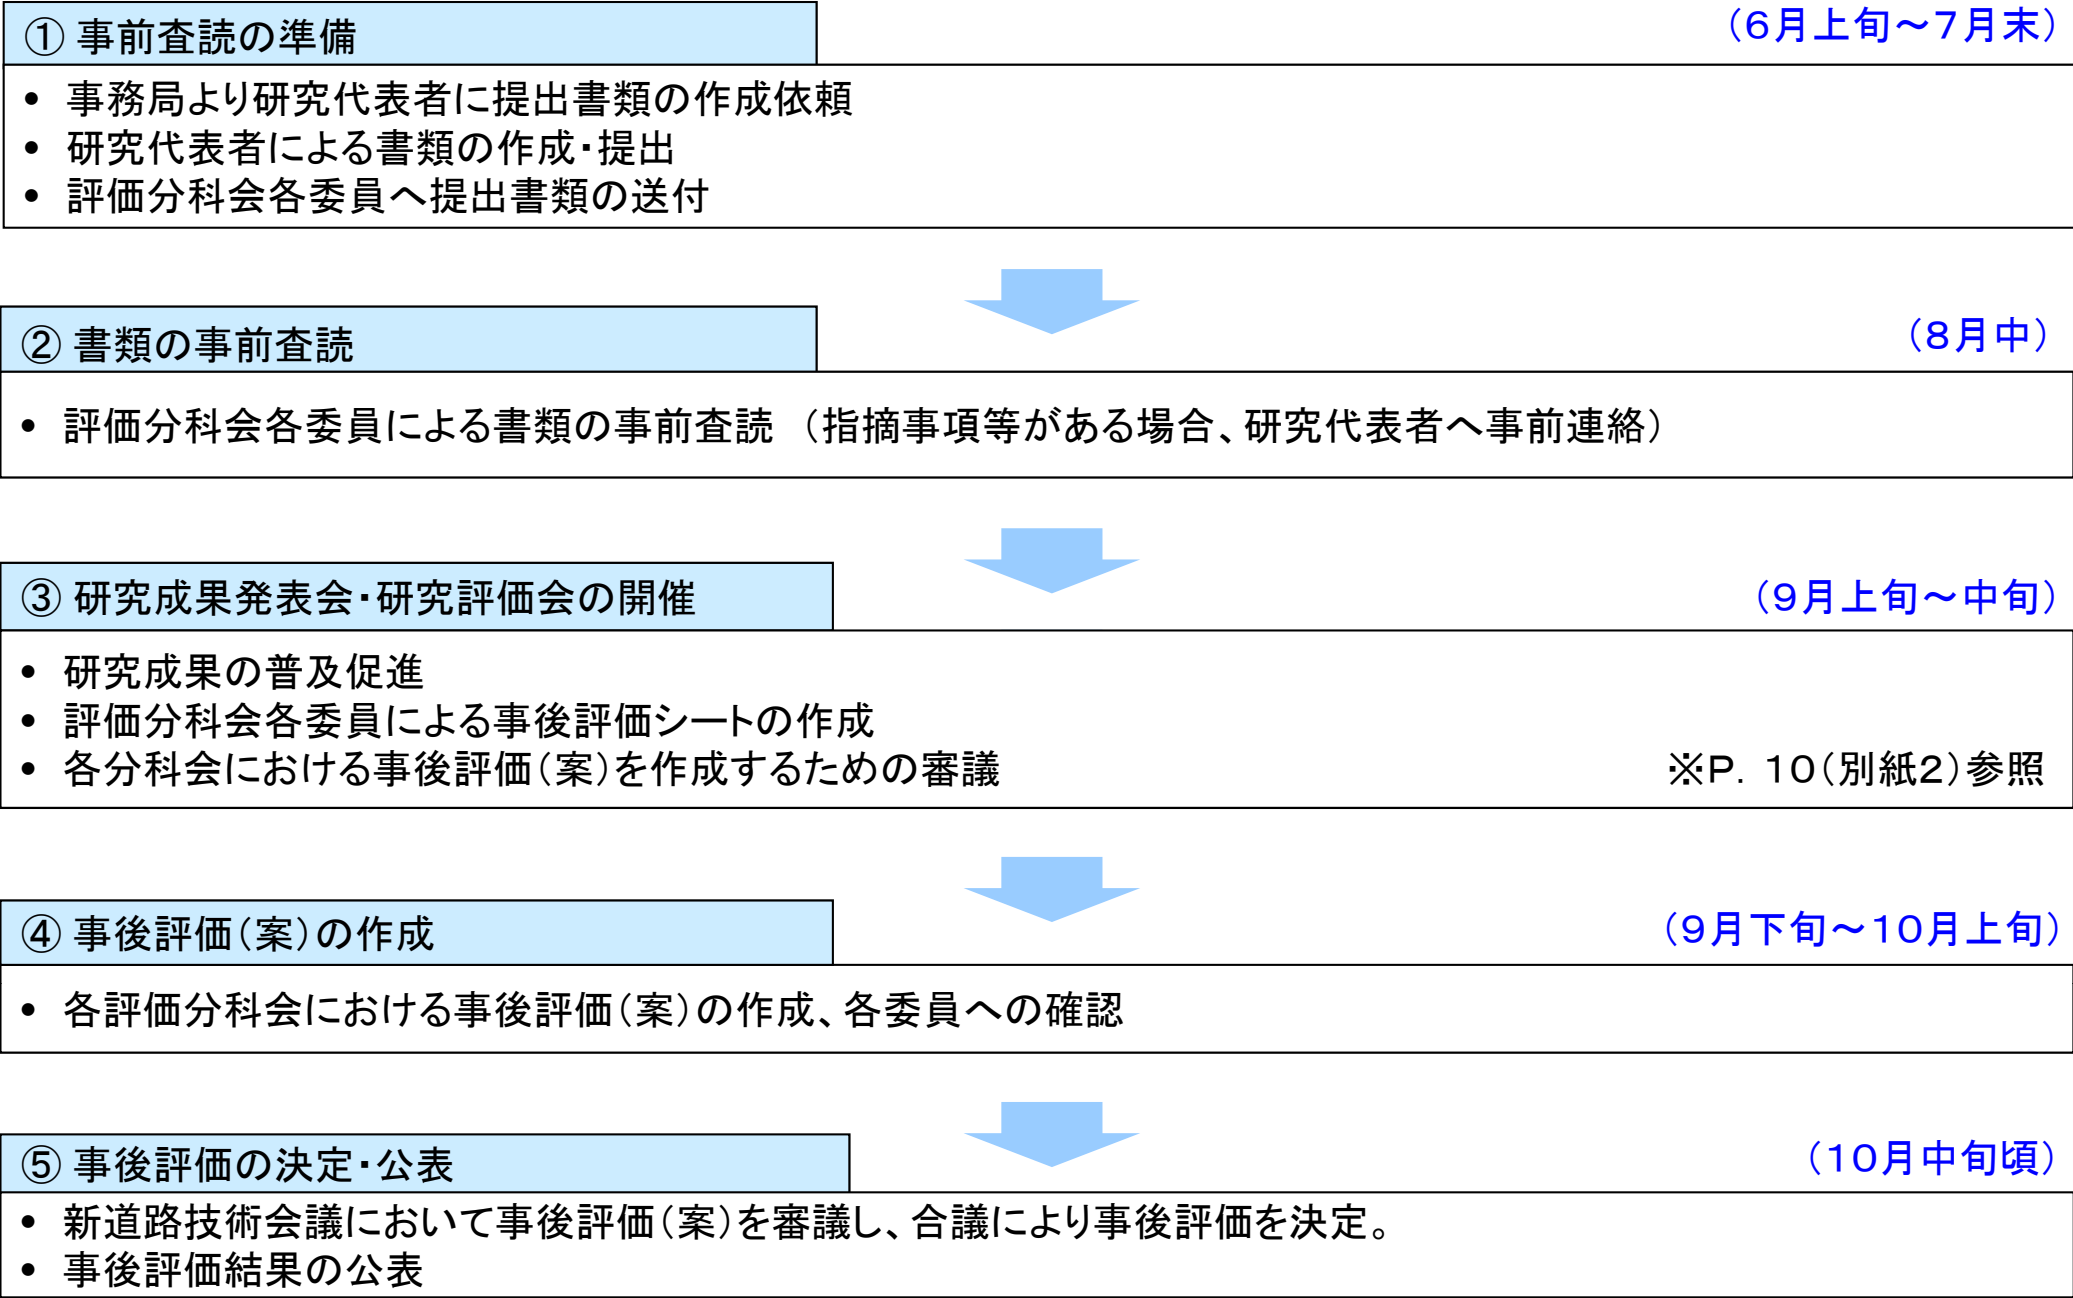 ① 事前査読の準備
（６月上旬～７月末）
• 事務局より研究代表者に提出書類の作成依頼
• 研究代表者による書類の作成・提出
• 評価分科会各委員へ提出書類の送付
② 書類の事前査読
（８月中）
• 評価分科会各委員による書類の事前査読　（指摘事項等がある場合、研究代表者へ事前連絡）
③ 研究成果発表会・研究評価会の開催
（９月上旬～中旬）
• 研究成果の普及促進
• 評価分科会各委員による事後評価シートの作成
• 各分科会における事後評価（案）を作成するための審議
※Ｐ．１０（別紙２）参照
④ 事後評価（案）の作成
（９月下旬～１０月上旬）
• 各評価分科会における事後評価（案）の作成、各委員への確認
⑤ 事後評価の決定・公表
（１０月中旬頃）
• 新道路技術会議において事後評価（案）を審議し、合議により事後評価を決定。
• 事後評価結果の公表